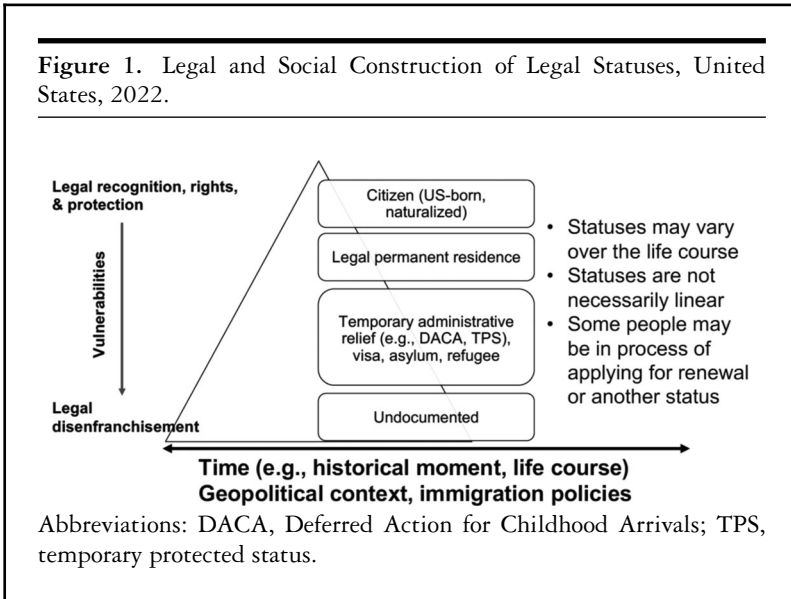 Figure 1. Legal and Social Construction of Legal Statuses, United
States, 2022.
Legal recognition, rights,
& protection
Vulnerabilities
Legal
disenfranchisement
Citizen (US-born,
naturalized)
Legal permanent residence
Temporary administrative
relief (e.g., DACA, TPS),
visa, asylum, refugee
Undocumented
• Statuses may vary
over the life course
• Statuses are not
necessarily linear
• Some people may
be in process of
applying for renewal
or another status
Time (e.g., historical moment, life course)
Geopolitical context, immigration policies
Abbreviations: DACA, Deferred Action for Childhood Arrivals; TPS,
temporary protected status.